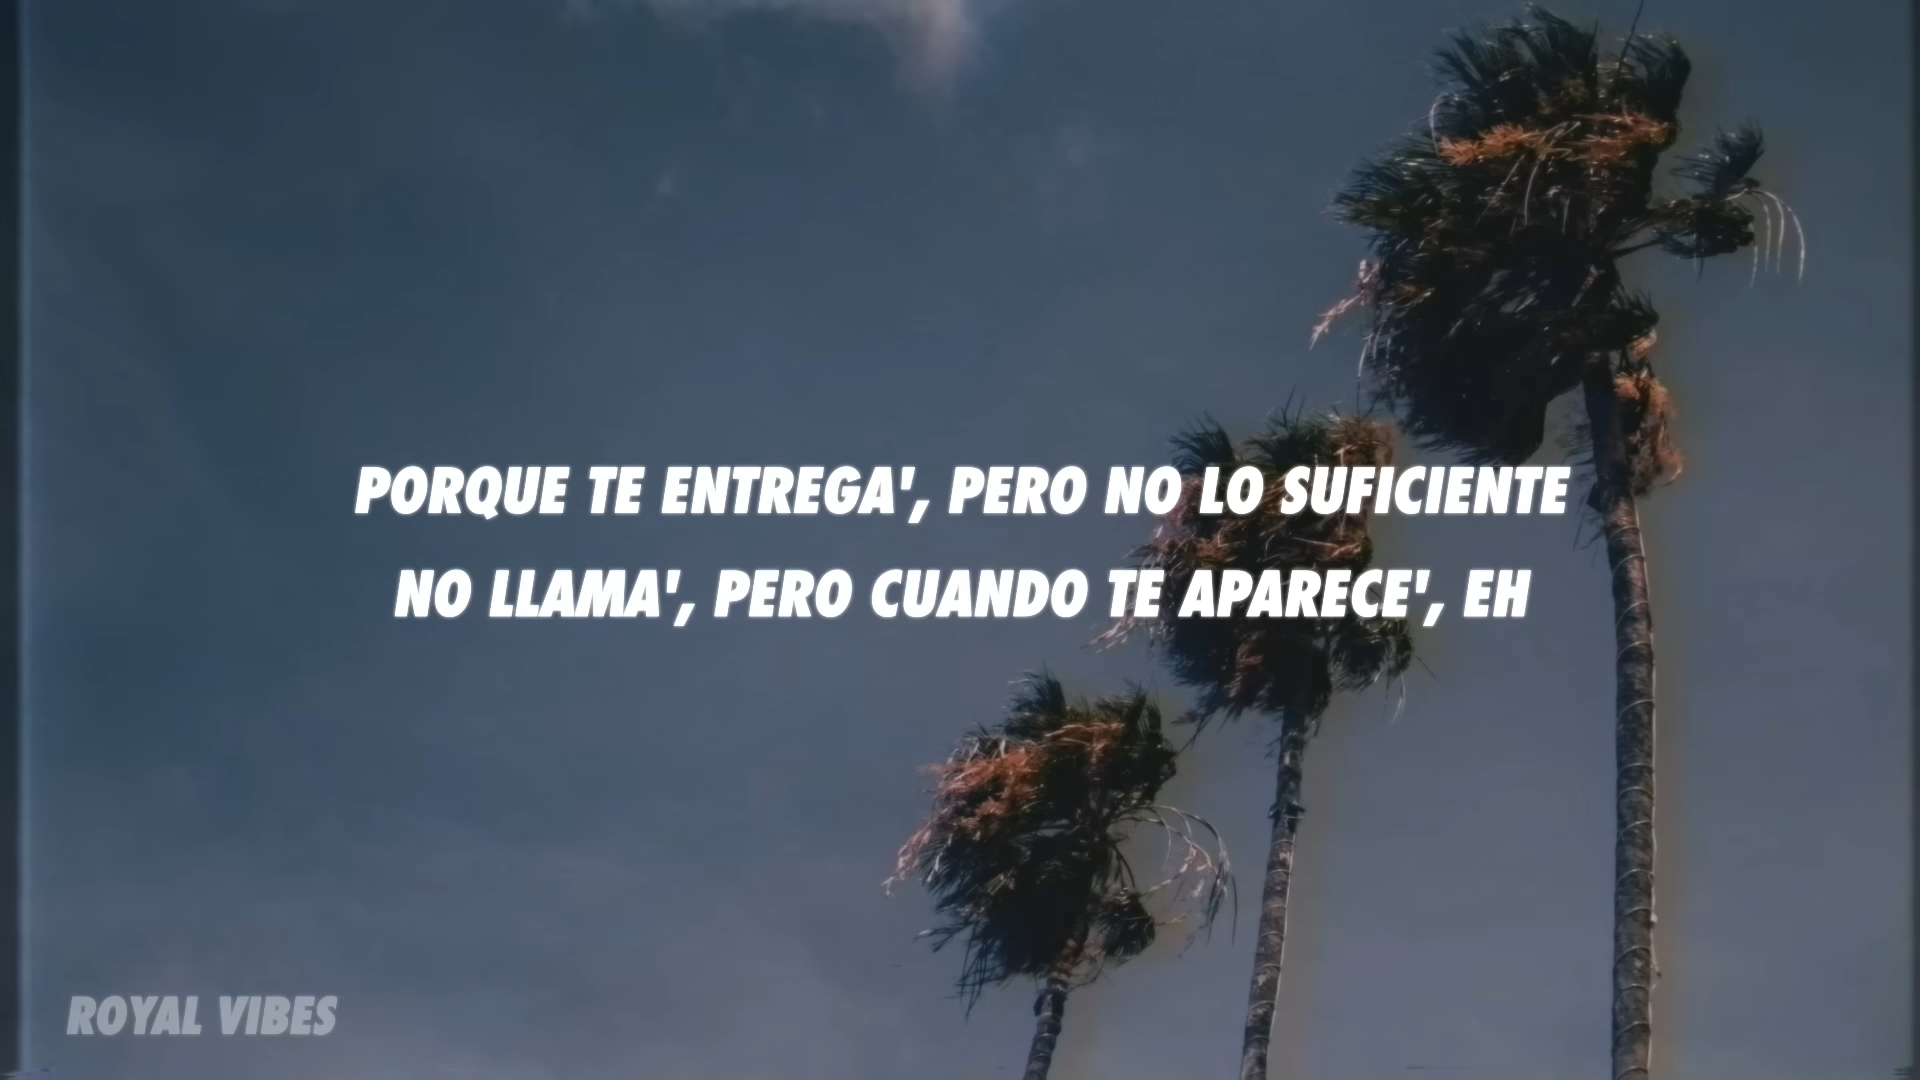 PORQUE TE ENTREGA', PERO NO LO SUFICIENTE
NO LLAMA', PERO CUANDO TE APARECE', EH
ROYAL VIBES